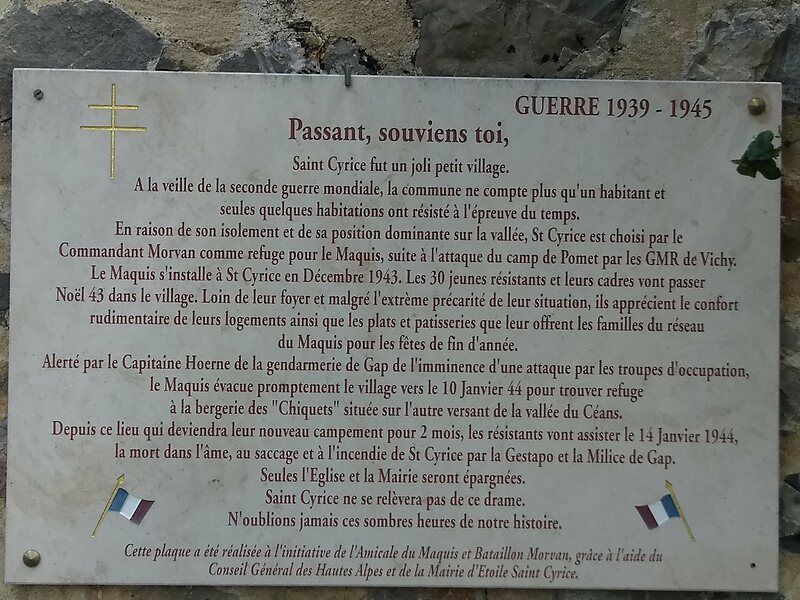 GUERRE 1939 - 1945
Passant, souviens toi,
Saint Cyrice fut un joli petit village.
A la veille de la seconde guerre mondiale, la commune ne compte plus qu'un habitant et
seules quelques habitations ont résisté à l'épreuve du temps.
En raison de son isolement et de sa position dominante sur la vallée, St Cyrice est choisi par le
Commandant Morvan comme refuge pour le Maquis, suite à l'attaque du camp de Pomet par les GMR de Vichy.
Le Maquis s'installe à St Cyrice en Décembre 1943. Les 30 jeunes résistants et leurs cadres vont passer
Noël 43 dans le village. Loin de leur foyer et malgré l'extrème précarité de leur situation, ils apprécient le confort
rudimentaire de leurs logements ainsi que les plats et patisseries que leur offrent les familles du réseau
du Maquis pour les fêtes de fin d'année.
Alerté par le Capitaine Hoerne de la gendarmerie de Gap de l'imminence d'une attaque par les troupes d'occupation,
le Maquis évacue promptement le village vers le 10 Janvier 44 pour trouver refuge
à la bergerie des "Chiquets" située sur l'autre versant de la vallée du Céans.
Depuis ce lieu qui deviendra leur nouveau campement pour 2 mois, les résistants vont assister le 14 Janvier 1944,
la mort dans l'âme, au saccage et à l'incendie de St Cyrice par la Gestapo et la Milice de Gap.
Seules l'Eglise et la Mairie seront épargnées.
Saint Cyrice ne se relèvera pas de ce drame.
N'oublions jamais ces sombres heures de notre histoire.
Cette plaque a été réalisée à l'initiative de l'Amicale du Maquis et Bataillon Morvan, grâce à l'aide du
Conseil Général des Hautes Alpes et de la Mairie d'Etoile Saint Cyrice.